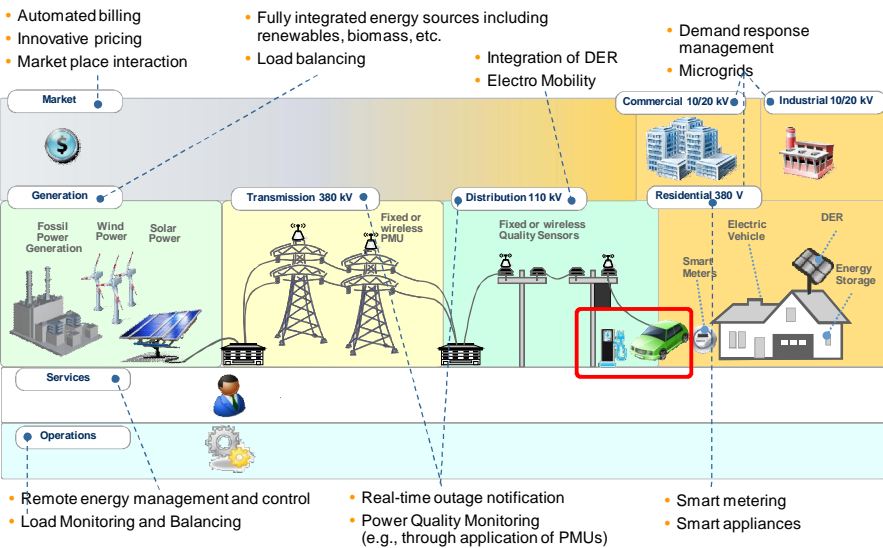 • Automated billing
• Innovative pricing
• Market place interaction
• Fully integrated energy sources including
renewables, biomass, etc.
• Load balancing
• Integration of DER
• Electro Mobility
• Demand response
management
• Microgrids
Market
Commercial 10/20 kV
Industrial 10/20 kV
$
Generation
Transmission 380 kV
Distribution 110 kV
Residential 380 V
Fossil
Power
Generation
Wind
Power
Solar
Power
Fixed or
wireless
PMU
Fixed or wireless
Quality Sensors
Smart
Meters
Electric
Vehicle
DER
Energy
Storage
Services
Operations
• Remote energy management and control
• Load Monitoring and Balancing
• Real-time outage notification
• Power Quality Monitoring
(e.g., through application of PMUs)
• Smart metering
• Smart appliances